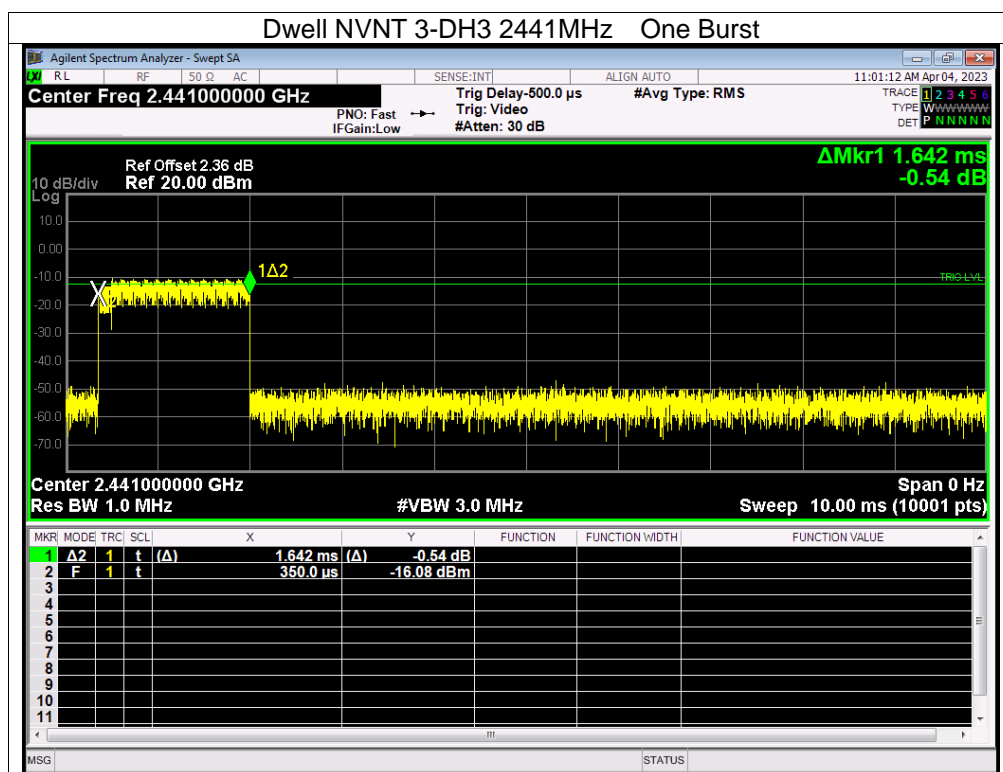 Dwell NVNT 3-DH3 2441MHz One Burst
Agilent Spectrum Analyzer - Swept SA
LXI RL RF 50 Ω AC SENSE:INT ALIGN AUTO 11:01:12 AM Apr 04, 2023
Center Freq 2.441000000 GHz
PNO: Fast
IFGain:Low
Trig Delay-500.0 µs
Trig: Video
#Atten: 30 dB
#Avg Type: RMS
TRACE 1 2 3 4 5 6
TYPE WWWWWW
DET P N N N N N
ΔMkr1 1.642 ms
-0.54 dB
Ref Offset 2.36 dB
10 dB/div Ref 20.00 dBm
Log
10.0
0.00
-10.0
-20.0
-30.0
-40.0
-50.0
-60.0
-70.0
1Δ2
TRIG LVL
Center 2.441000000 GHz Span 0 Hz
Res BW 1.0 MHz #VBW 3.0 MHz Sweep 10.00 ms (10001 pts)
MKR MODE TRC SCL X Y FUNCTION FUNCTION WIDTH FUNCTION VALUE
1 Δ2 1 t (Δ) 1.642 ms (Δ) -0.54 dB
2 F 1 t 350.0 µs -16.08 dBm
3
4
5
6
7
8
9
10
11
MSG STATUS